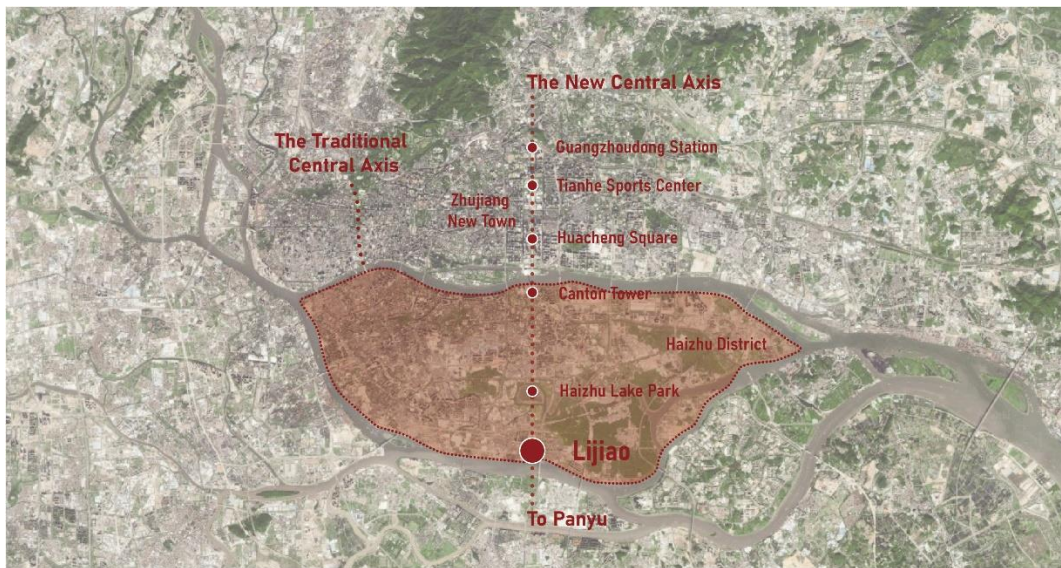 The New Central Axis
The Traditional
Central Axis
Guangzhoudong Station
Tianhe Sports Center
Zhujiang
New Town
Huacheng Square
Canton Tower
Haizhu District
Haizhu Lake Park
Lijiao
To Panyu